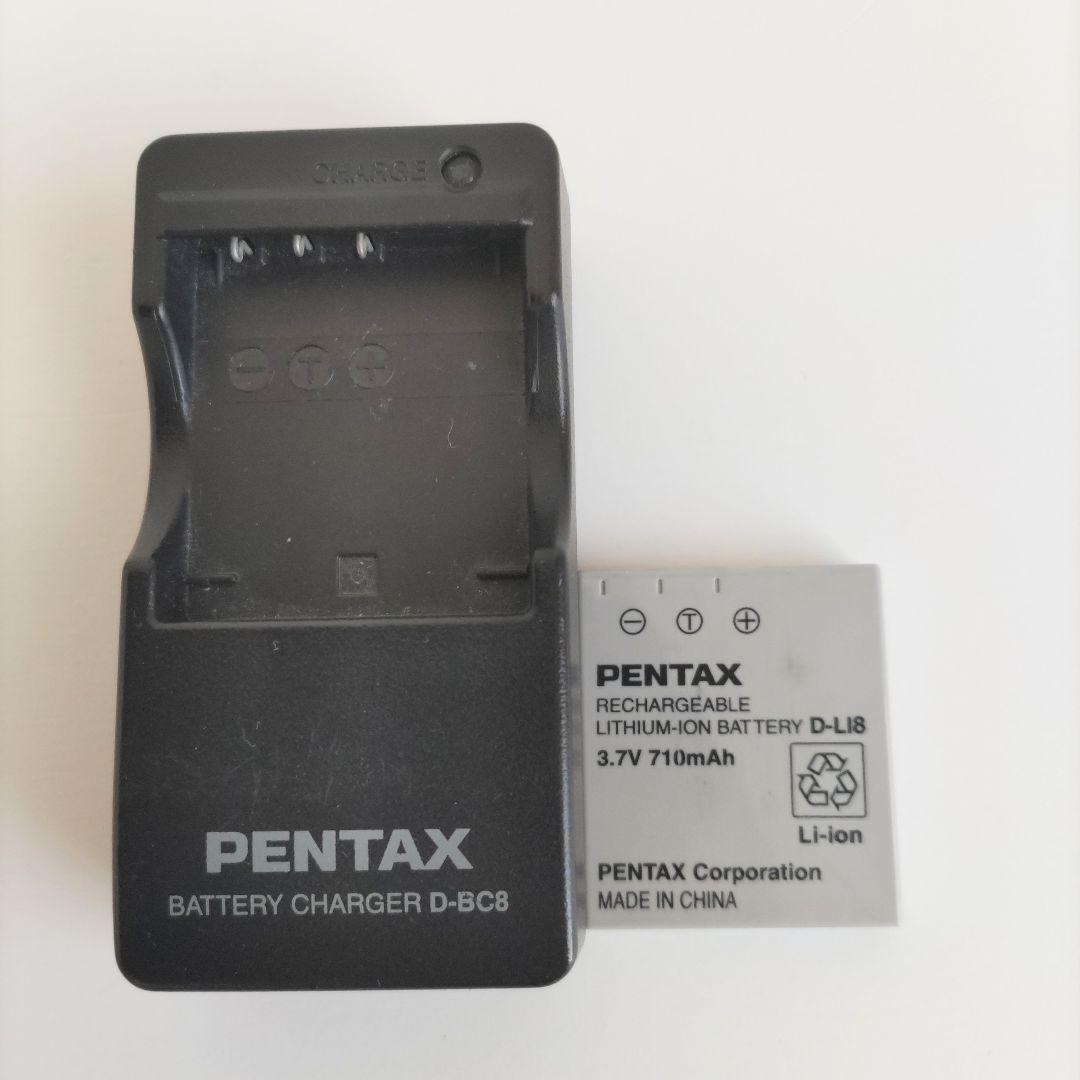 CHARGE
− T +
PENTAX
BATTERY CHARGER D-BC8
− T +
PENTAX
RECHARGEABLE
LITHIUM-ION BATTERY D-LI8
3.7V 710mAh
Li-ion
PENTAX Corporation
MADE IN CHINA